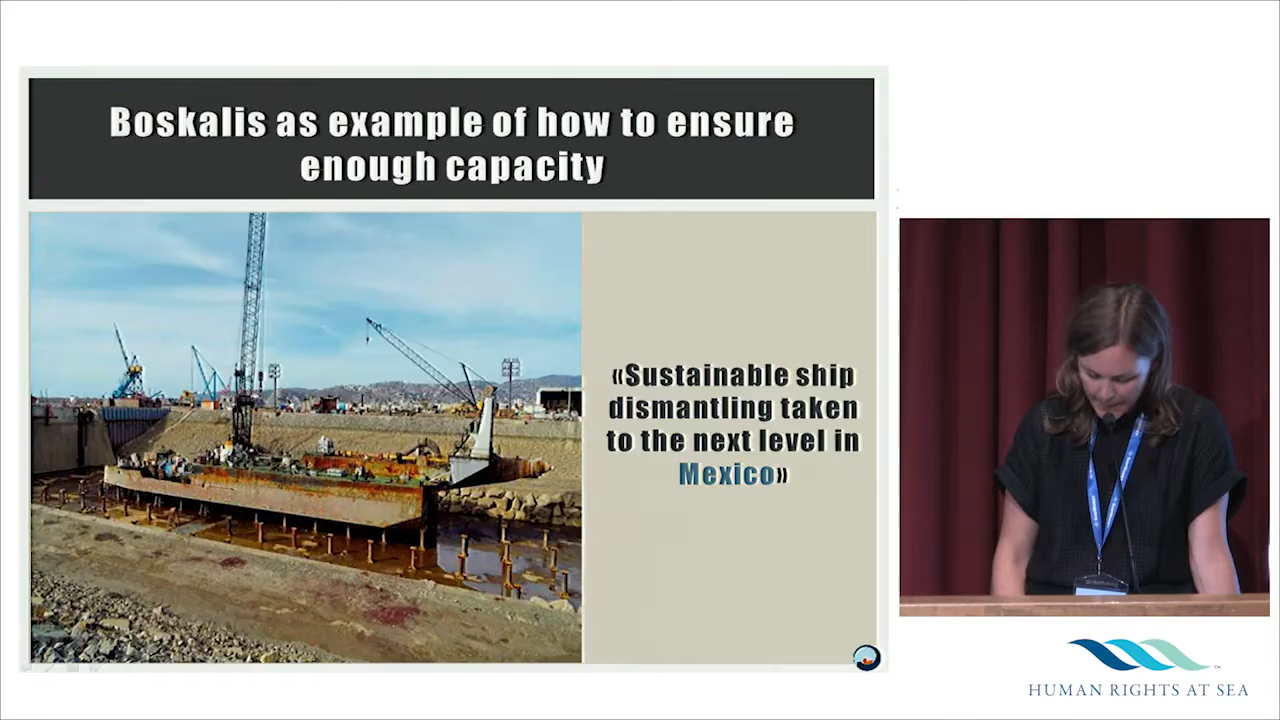 Boskalis as example of how to ensure
enough capacity
«Sustainable ship
dismantling taken
to the next level in
Mexico»
HUMAN RIGHTS AT SEA